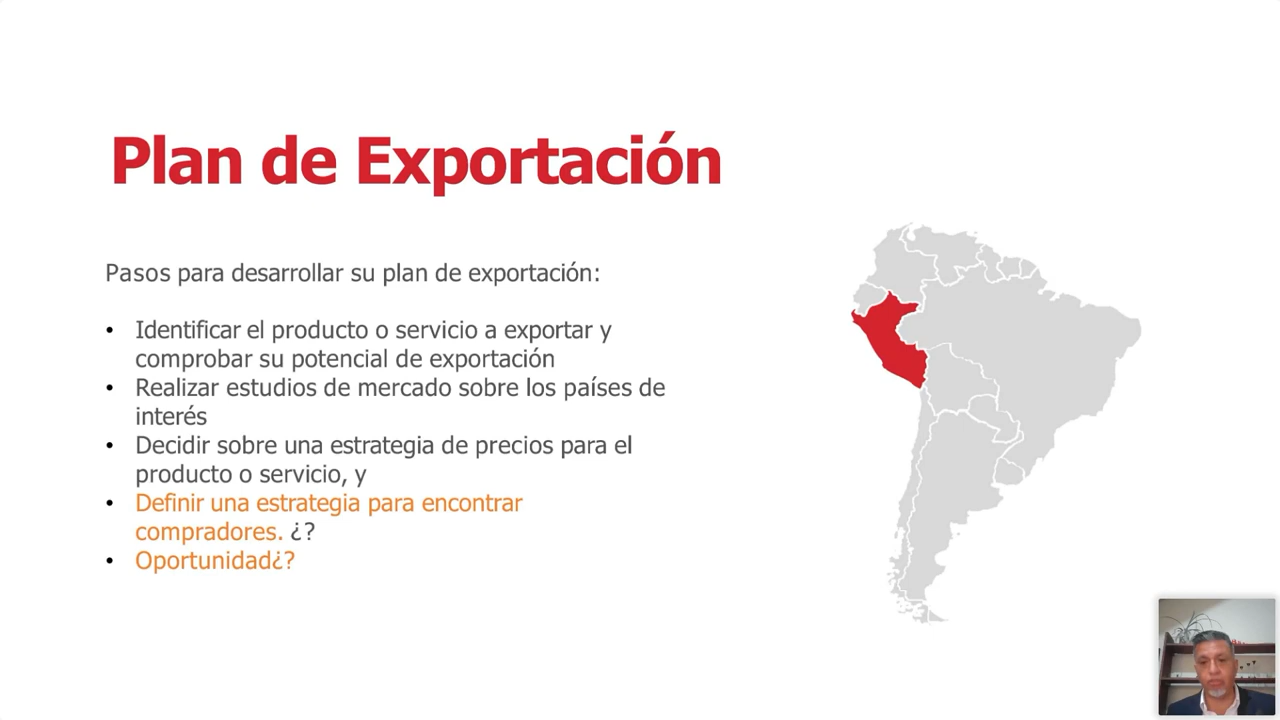 Plan de Exportación
Pasos para desarrollar su plan de exportación:
• Identificar el producto o servicio a exportar y
comprobar su potencial de exportación
• Realizar estudios de mercado sobre los países de
interés
• Decidir sobre una estrategia de precios para el
producto o servicio, y
• Definir una estrategia para encontrar
compradores. ¿?
• Oportunidad¿?